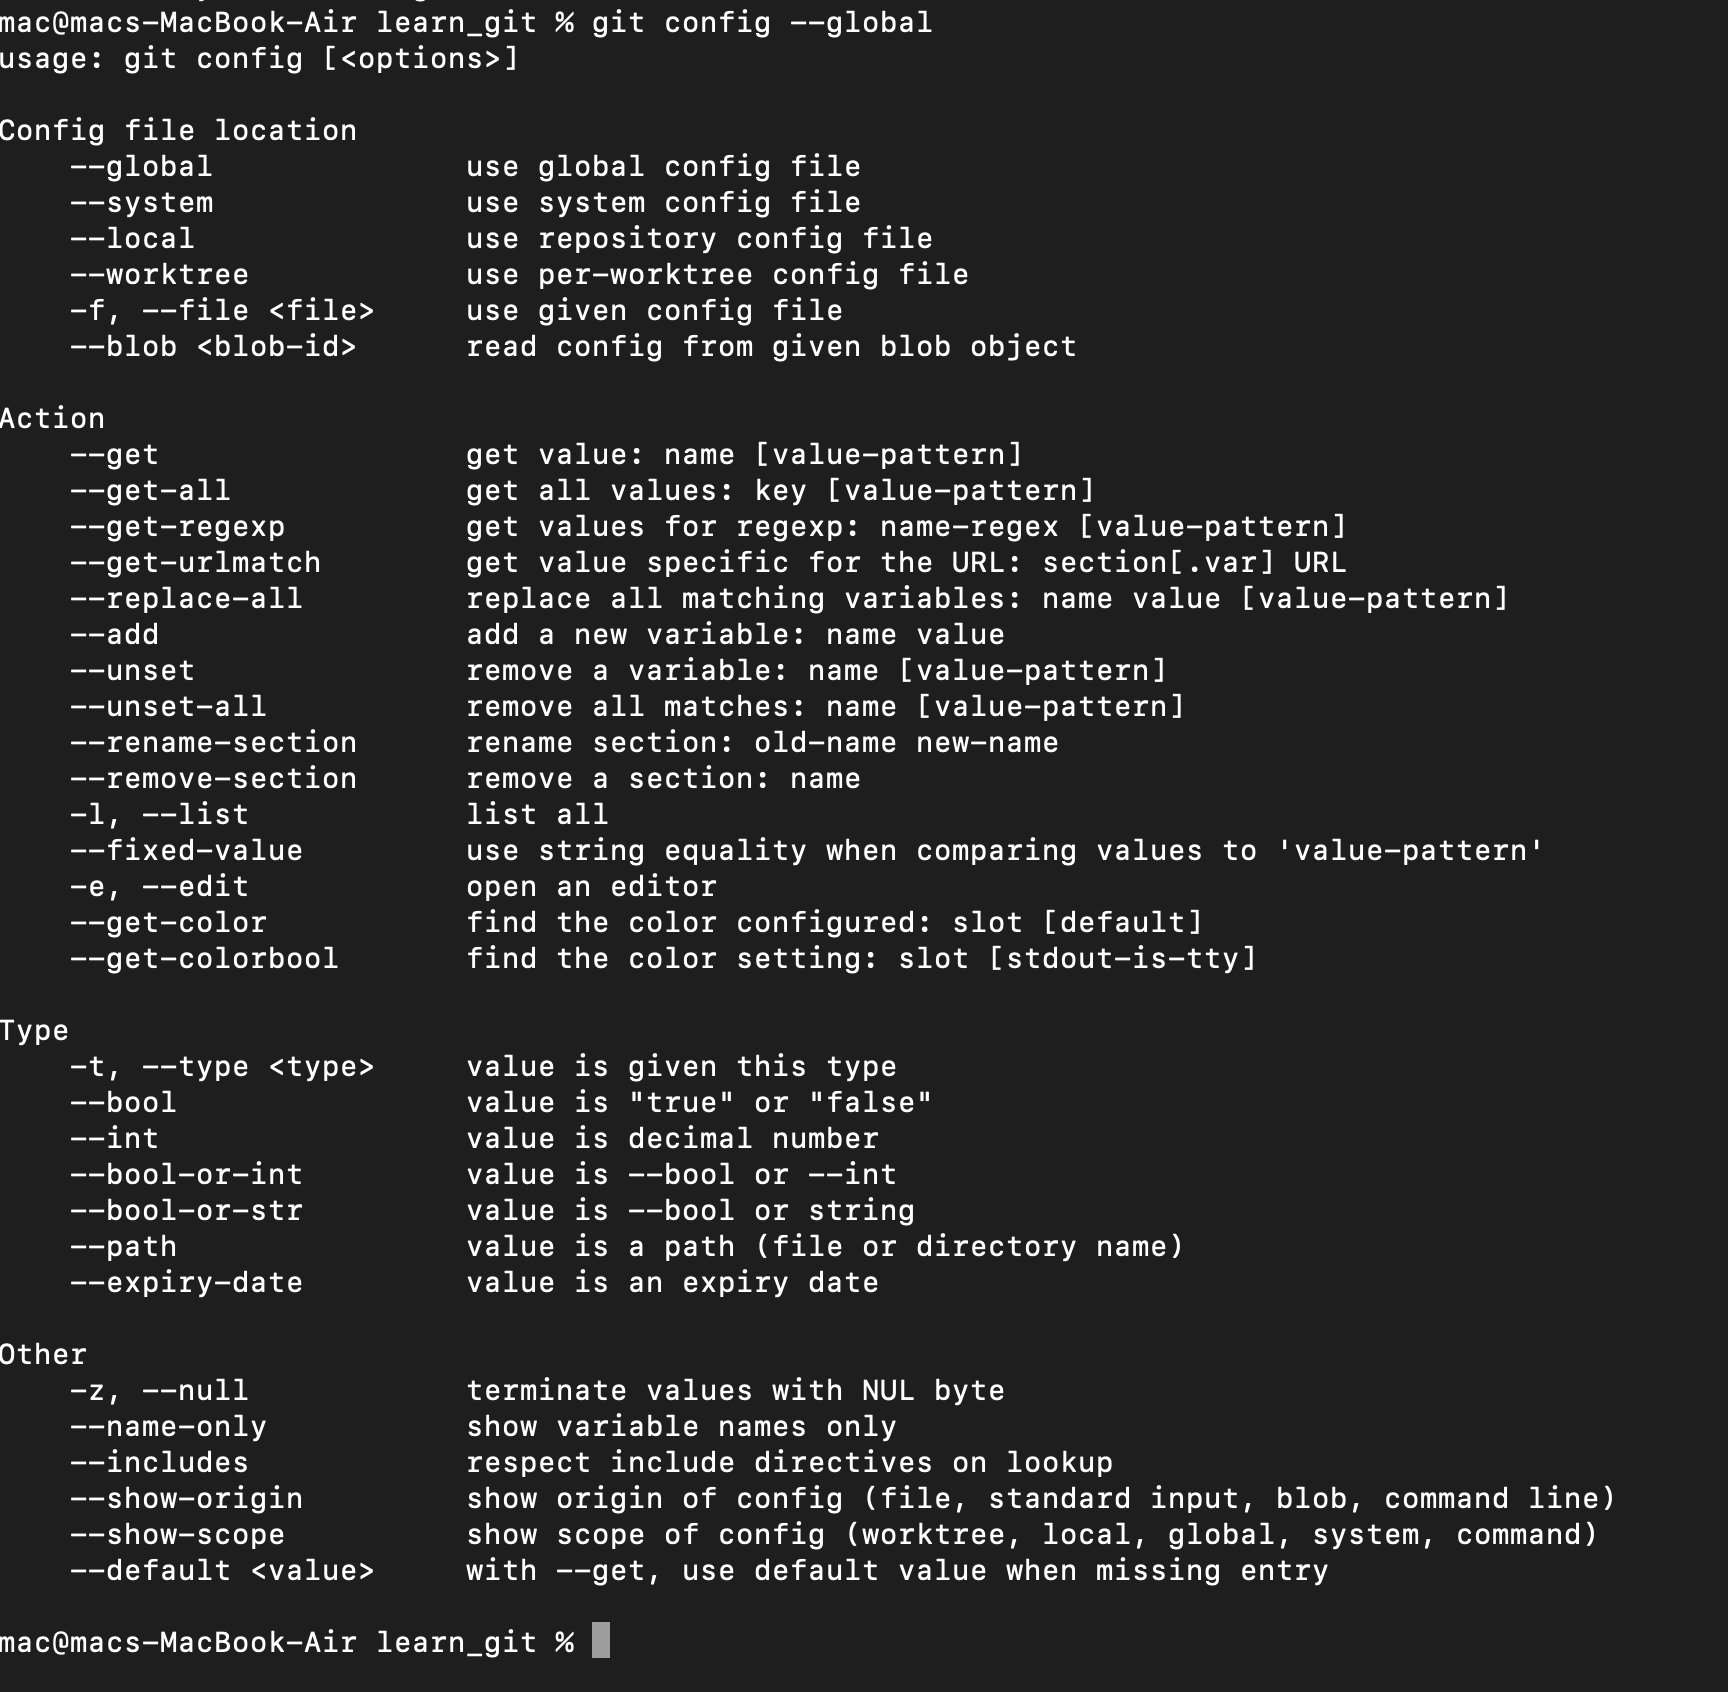 mac@macs-MacBook-Air learn_git % git config --global
usage: git config [<options>]
Config file location
--global use global config file
--system use system config file
--local use repository config file
--worktree use per-worktree config file
-f, --file <file> use given config file
--blob <blob-id> read config from given blob object
Action
--get get value: name [value-pattern]
--get-all get all values: key [value-pattern]
--get-regexp get values for regexp: name-regex [value-pattern]
--get-urlmatch get value specific for the URL: section[.var] URL
--replace-all replace all matching variables: name value [value-pattern]
--add add a new variable: name value
--unset remove a variable: name [value-pattern]
--unset-all remove all matches: name [value-pattern]
--rename-section rename section: old-name new-name
--remove-section remove a section: name
-l, --list list all
--fixed-value use string equality when comparing values to 'value-pattern'
-e, --edit open an editor
--get-color find the color configured: slot [default]
--get-colorbool find the color setting: slot [stdout-is-tty]
Type
-t, --type <type> value is given this type
--bool value is "true" or "false"
--int value is decimal number
--bool-or-int value is --bool or --int
--bool-or-str value is --bool or string
--path value is a path (file or directory name)
--expiry-date value is an expiry date
Other
-z, --null terminate values with NUL byte
--name-only show variable names only
--includes respect include directives on lookup
--show-origin show origin of config (file, standard input, blob, command line)
--show-scope show scope of config (worktree, local, global, system, command)
--default <value> with --get, use default value when missing entry
mac@macs-MacBook-Air learn_git %